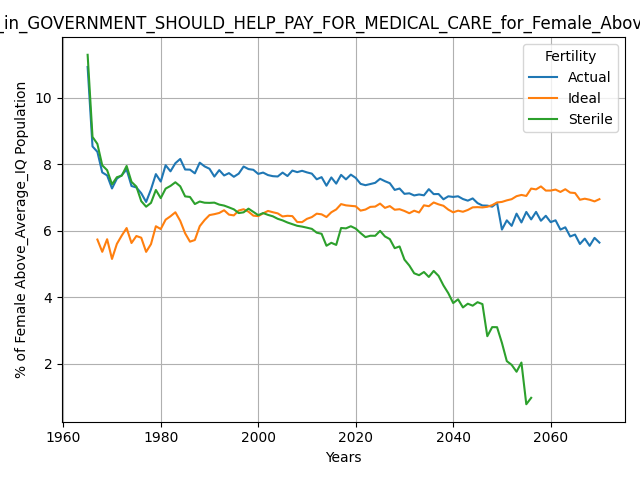 _in_GOVERNMENT_SHOULD_HELP_PAY_FOR_MEDICAL_CARE_for_Female_Abov
% of Female Above_Average_IQ Population
10
8
6
4
2
Fertility
Actual
Ideal
Sterile
1960
1980
2000
2020
2040
2060
Years